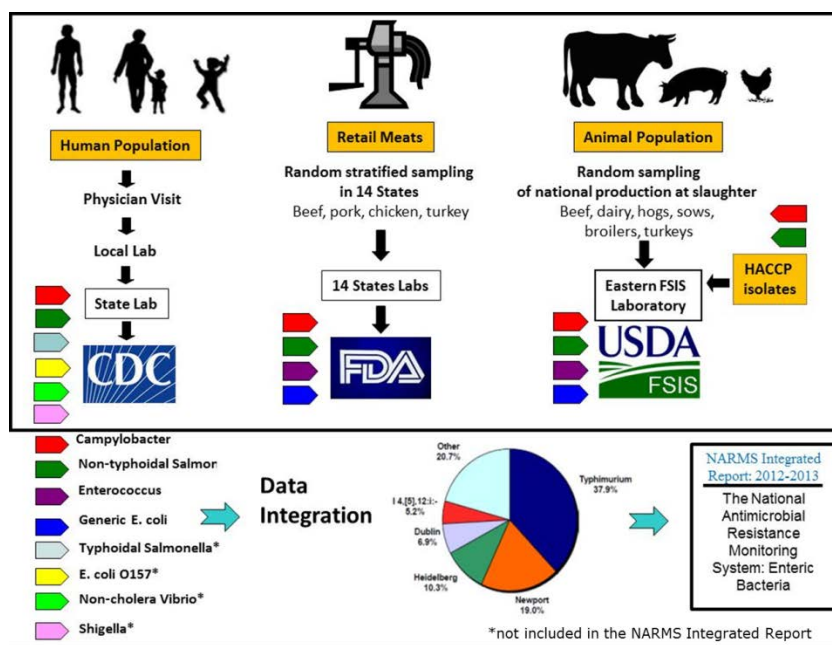 Human Population
Physician Visit
Local Lab
State Lab
CDC
Retail Meats
Random stratified sampling
in 14 States
Beef, pork, chicken, turkey
14 States Labs
FDA
Animal Population
Random sampling
of national production at slaughter
Beef, dairy, hogs, sows,
broilers, turkeys
HACCP
isolates
Eastern FSIS
Laboratory
USDA
FSIS
Campylobacter
Non-typhoidal Salmon
Enterococcus
Generic E. coli
Typhoidal Salmonella*
E. coli O157*
Non-cholera Vibrio*
Shigella*
Data
Integration
Other
20.7%
Typhimurium
37.9%
I 4,[5],12:i:-
5.2%
Dublin
6.9%
Heidelberg
10.3%
Newport
19.0%
NARMS Integrated
Report: 2012-2013
The National
Antimicrobial
Resistance
Monitoring
System: Enteric
Bacteria
*not included in the NARMS Integrated Report